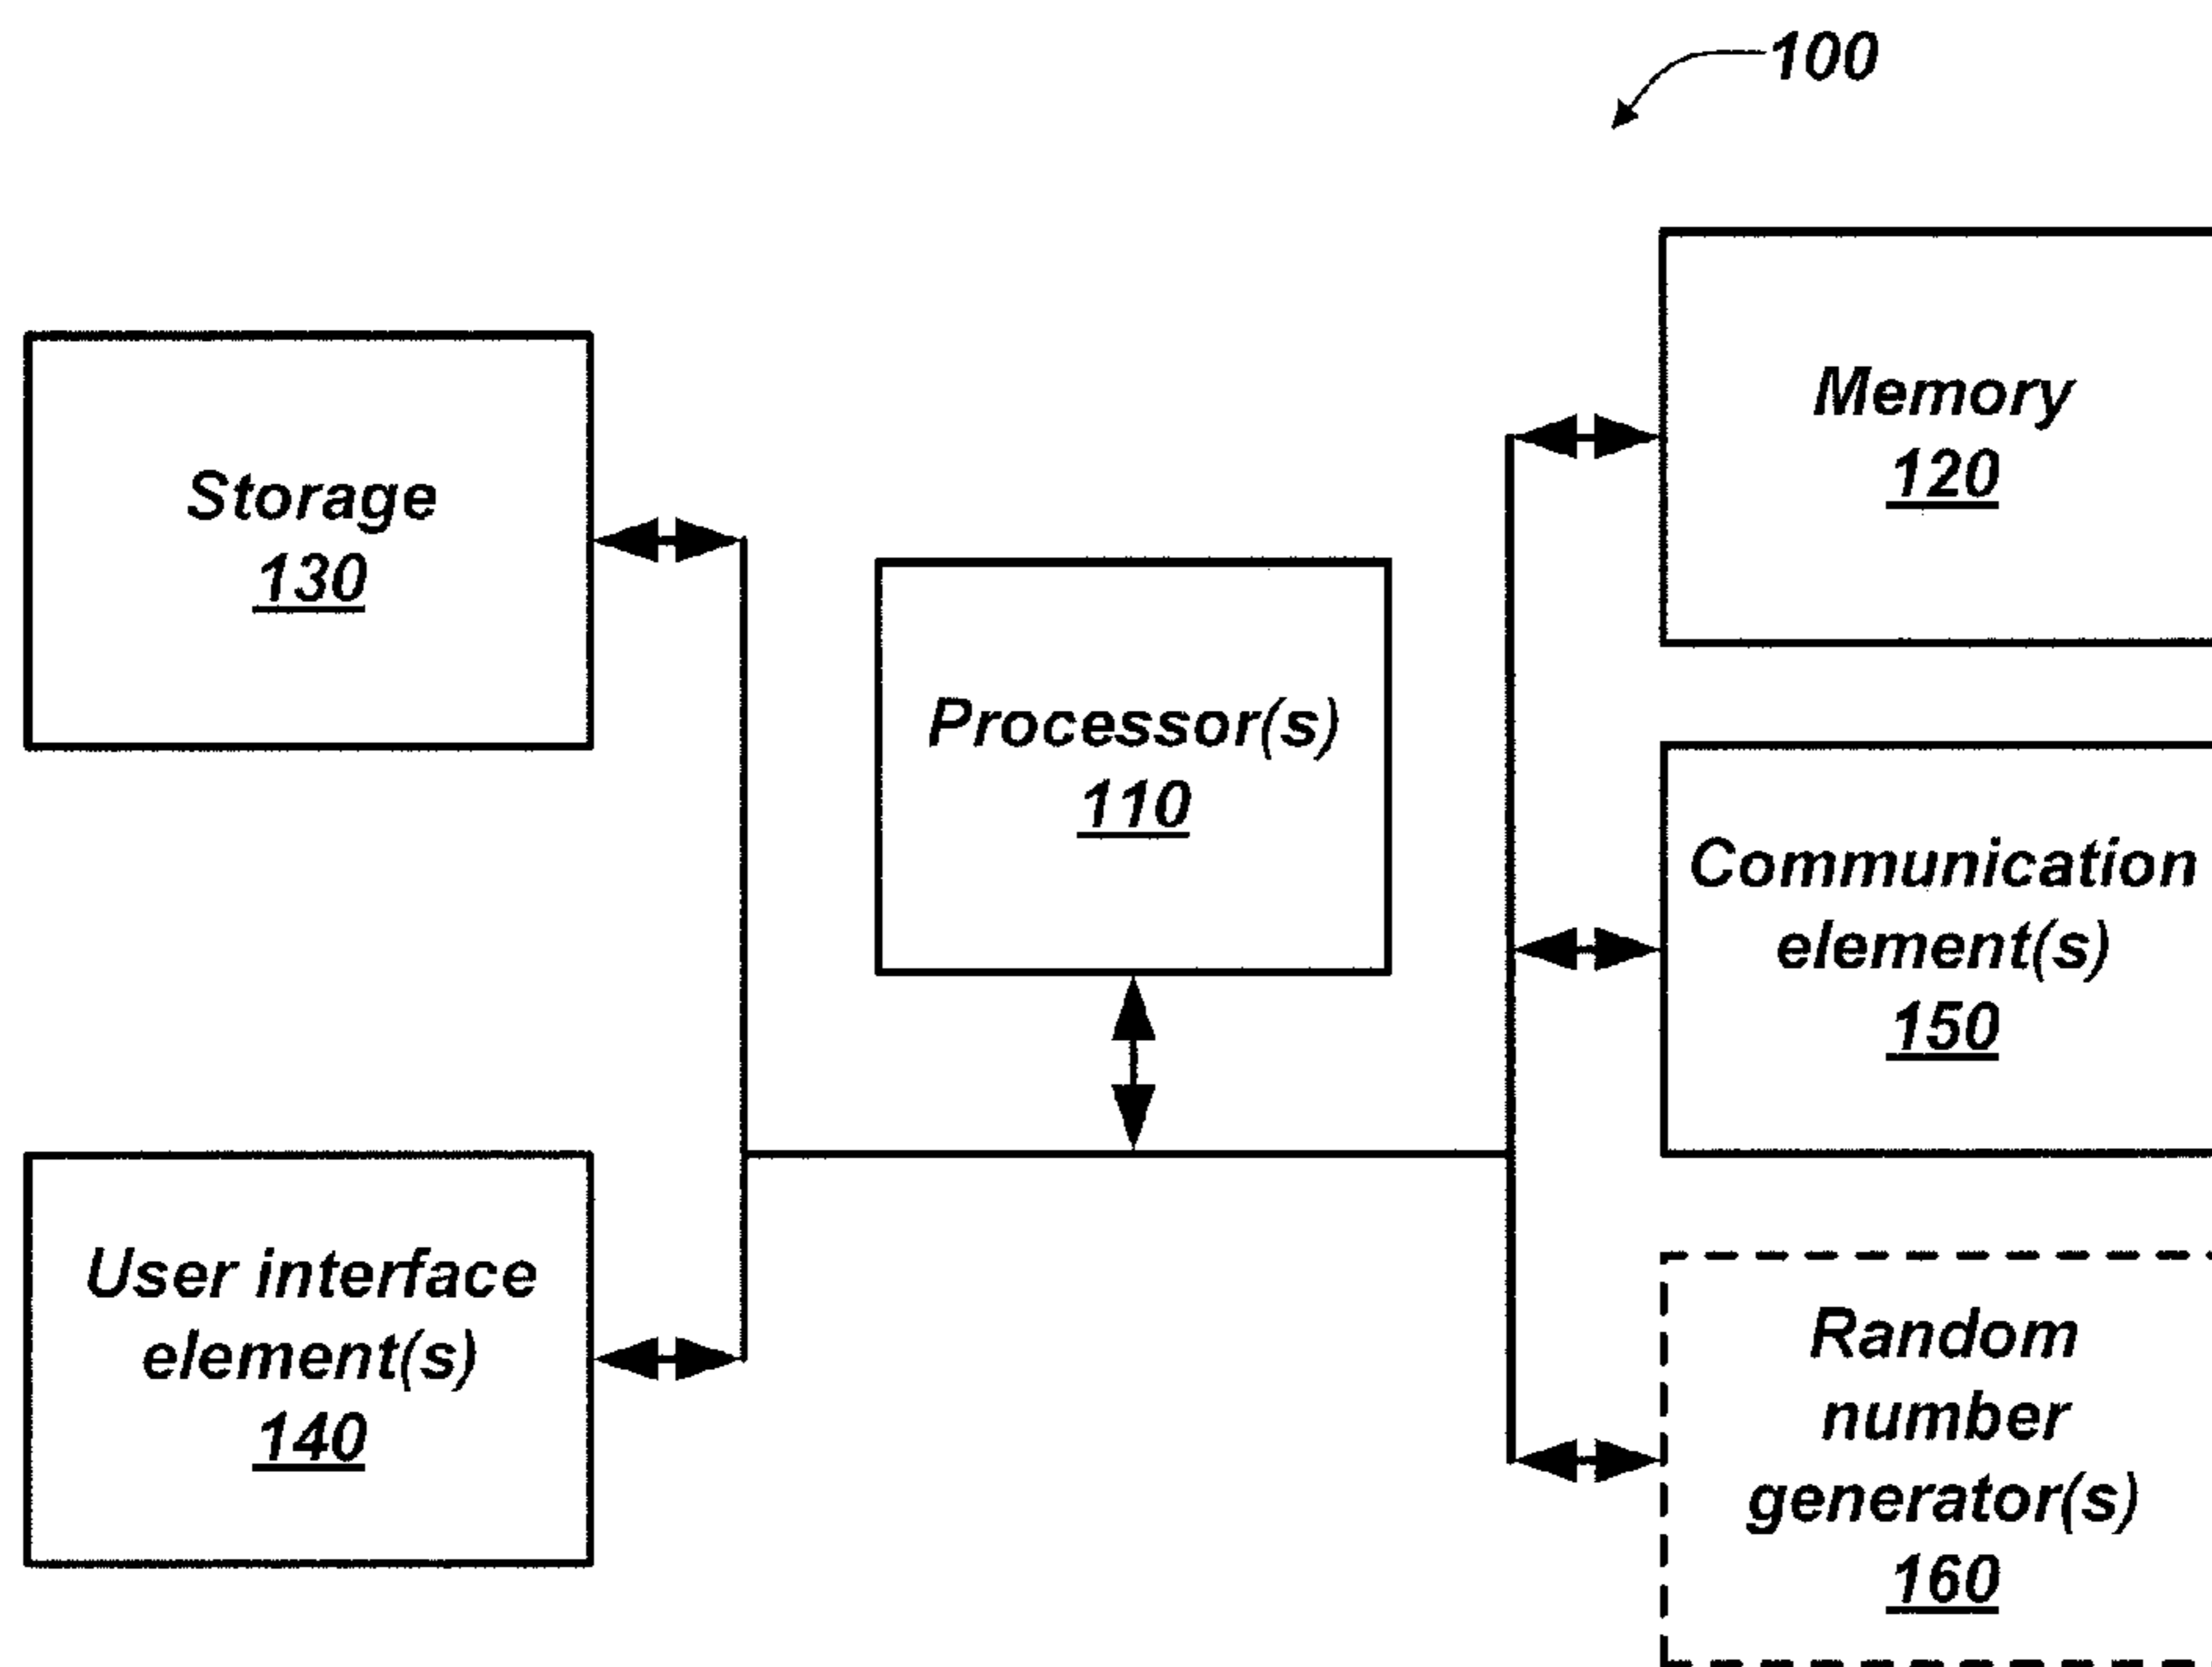 100
Memory
120
Storage
130
Processor(s)
110
Communication
element(s)
150
User interface
element(s)
140
Random
number
generator(s)
160